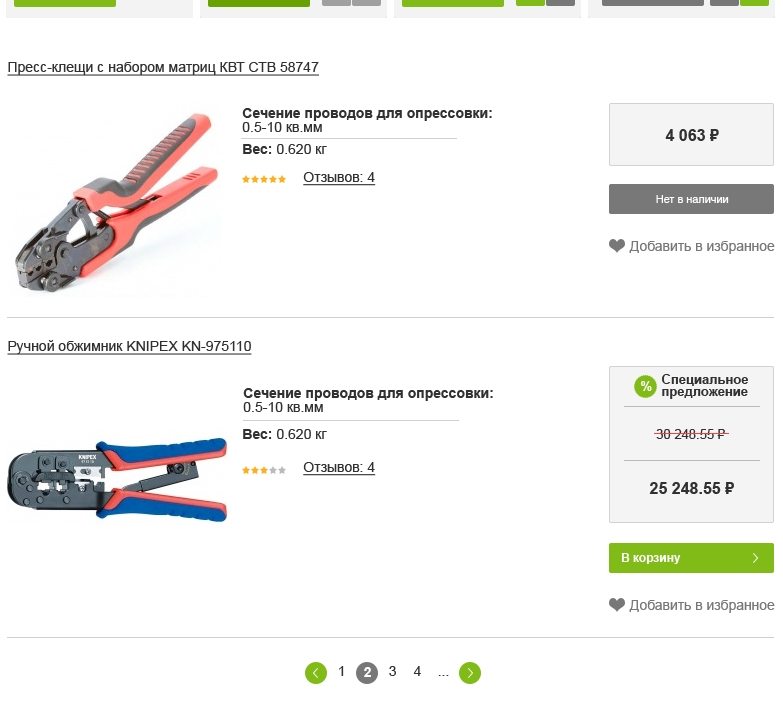 Пресс-клещи с набором матриц КВТ СТВ 58747
Сечение проводов для опрессовки:
0.5-10 кв.мм
Вес: 0.620 кг
Отзывов: 4
4 063 ₽
Нет в наличии
Добавить в избранное
Ручной обжимник KNIPEX KN-975110
KNIPEX
Сечение проводов для опрессовки:
0.5-10 кв.мм
Вес: 0.620 кг
Отзывов: 4
% Специальное
предложение
30 248.55 ₽
25 248.55 ₽
В корзину
Добавить в избранное
1 2 3 4 ...